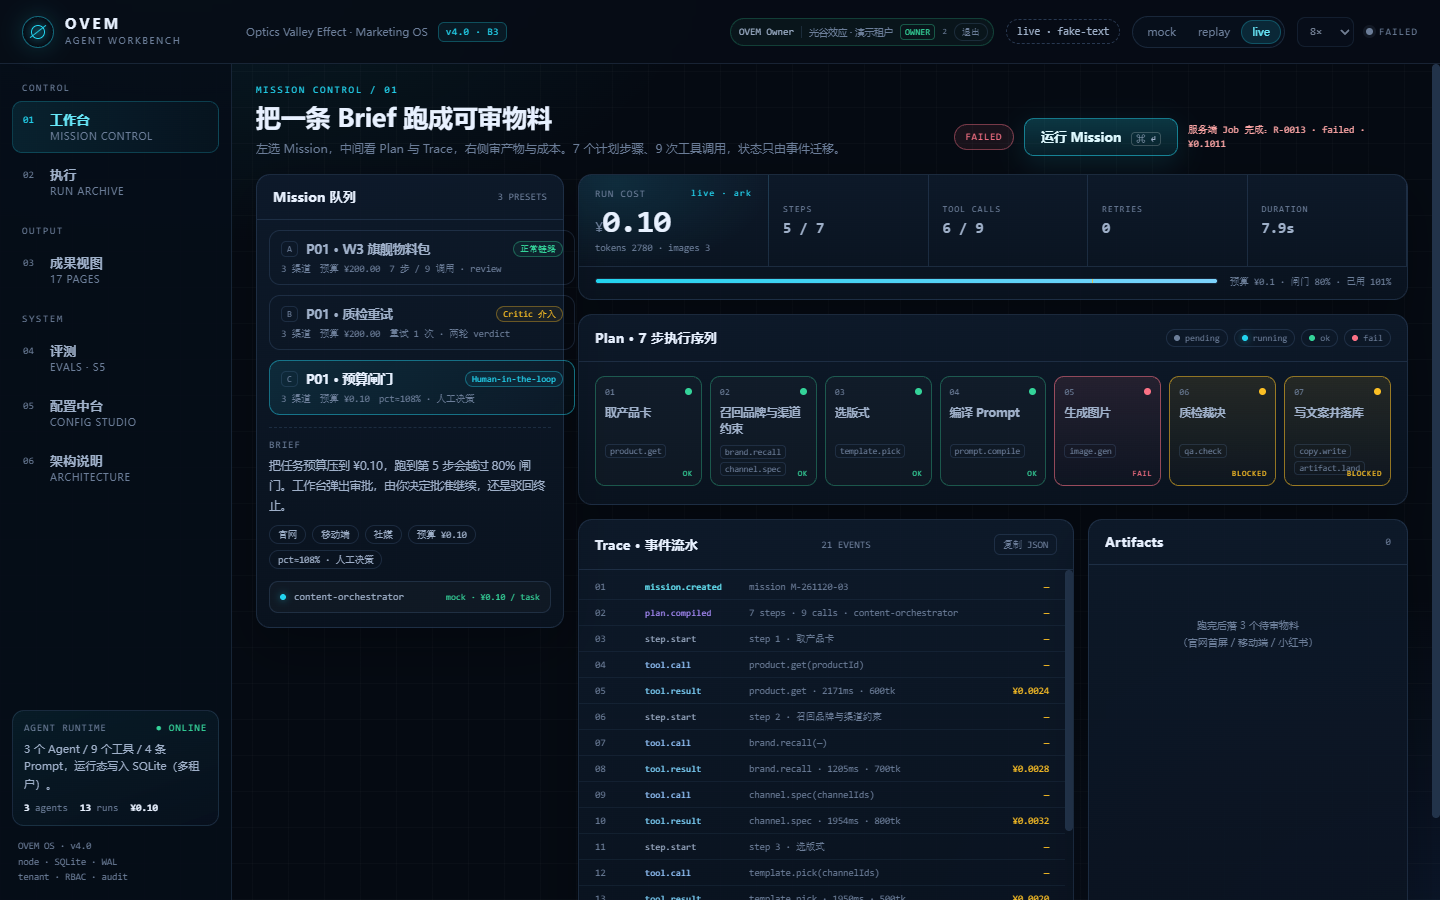 OVEM
AGENT WORKBENCH
Optics Valley Effect · Marketing OS
v4.0 · B3
OVEM Owner
光谷效应 · 演示租户
OWNER
2
退出
live · fake-text
mock
replay
live
8×
FAILED
CONTROL
01
工作台
MISSION CONTROL
02
执行
RUN ARCHIVE
OUTPUT
03
成果视图
17 PAGES
SYSTEM
04
评测
EVALS · S5
05
配置中台
CONFIG STUDIO
06
架构说明
ARCHITECTURE
AGENT RUNTIME
ONLINE
3 个 Agent / 9 个工具 / 4 条
Prompt，运行态写入 SQLite（多租
户）。
3 agents 13 runs ¥0.10
OVEM OS · v4.0
node · SQLite · WAL
tenant · RBAC · audit
MISSION CONTROL / 01
把一条 Brief 跑成可审物料
左选 Mission，中间看 Plan 与 Trace，右侧审产物与成本。7 个计划步骤、9 次工具调用，状态只由事件迁移。
FAILED
运行 Mission
⌘ ↵
服务端 Job 完成：R-0013 · failed ·
¥0.1011
Mission 队列
3 PRESETS
A
P01 • W3 旗舰物料包
正常链路
3 渠道 预算 ¥200.00 7 步 / 9 调用 · review
B
P01 • 质检重试
Critic 介入
3 渠道 预算 ¥200.00 重试 1 次 · 两轮 verdict
C
P01 • 预算闸门
Human-in-the-loop
3 渠道 预算 ¥0.10 pct=108% · 人工决策
BRIEF
把任务预算压到 ¥0.10，跑到第 5 步会越过 80% 闸
门。工作台弹出审批，由你决定批准继续，还是驳回终
止。
官网
移动端
社媒
预算 ¥0.10
pct=108% · 人工决策
content-orchestrator
mock · ¥0.10 / task
RUN COST
live · ark
¥0.10
tokens 2780 · images 3
STEPS
5 / 7
TOOL CALLS
6 / 9
RETRIES
0
DURATION
7.9s
预算 ¥0.1 · 闸门 80% · 已用 101%
Plan • 7 步执行序列
pending
running
ok
fail
01
取产品卡
product.get
OK
02
召回品牌与渠道
约束
brand.recall
channel.spec
OK
03
选版式
template.pick
OK
04
编译 Prompt
prompt.compile
OK
05
生成图片
image.gen
FAIL
06
质检裁决
qa.check
BLOCKED
07
写文案并落库
copy.write
artifact.land
BLOCKED
Trace • 事件流水
21 EVENTS
复制 JSON
01 mission.created mission M-261120-03 —
02 plan.compiled 7 steps · 9 calls · content-orchestrator —
03 step.start step 1 · 取产品卡 —
04 tool.call product.get(productId) —
05 tool.result product.get · 2171ms · 600tk ¥0.0024
06 step.start step 2 · 召回品牌与渠道约束 —
07 tool.call brand.recall(—) —
08 tool.result brand.recall · 1205ms · 700tk ¥0.0028
09 tool.call channel.spec(channelIds) —
10 tool.result channel.spec · 1954ms · 800tk ¥0.0032
11 step.start step 3 · 选版式 —
12 tool.call template.pick(channelIds) —
13 tool.result template.pick · 1950ms · 500tk ¥0.0020
Artifacts
0
跑完后落 3 个待审物料
（官网首屏 / 移动端 / 小红书）